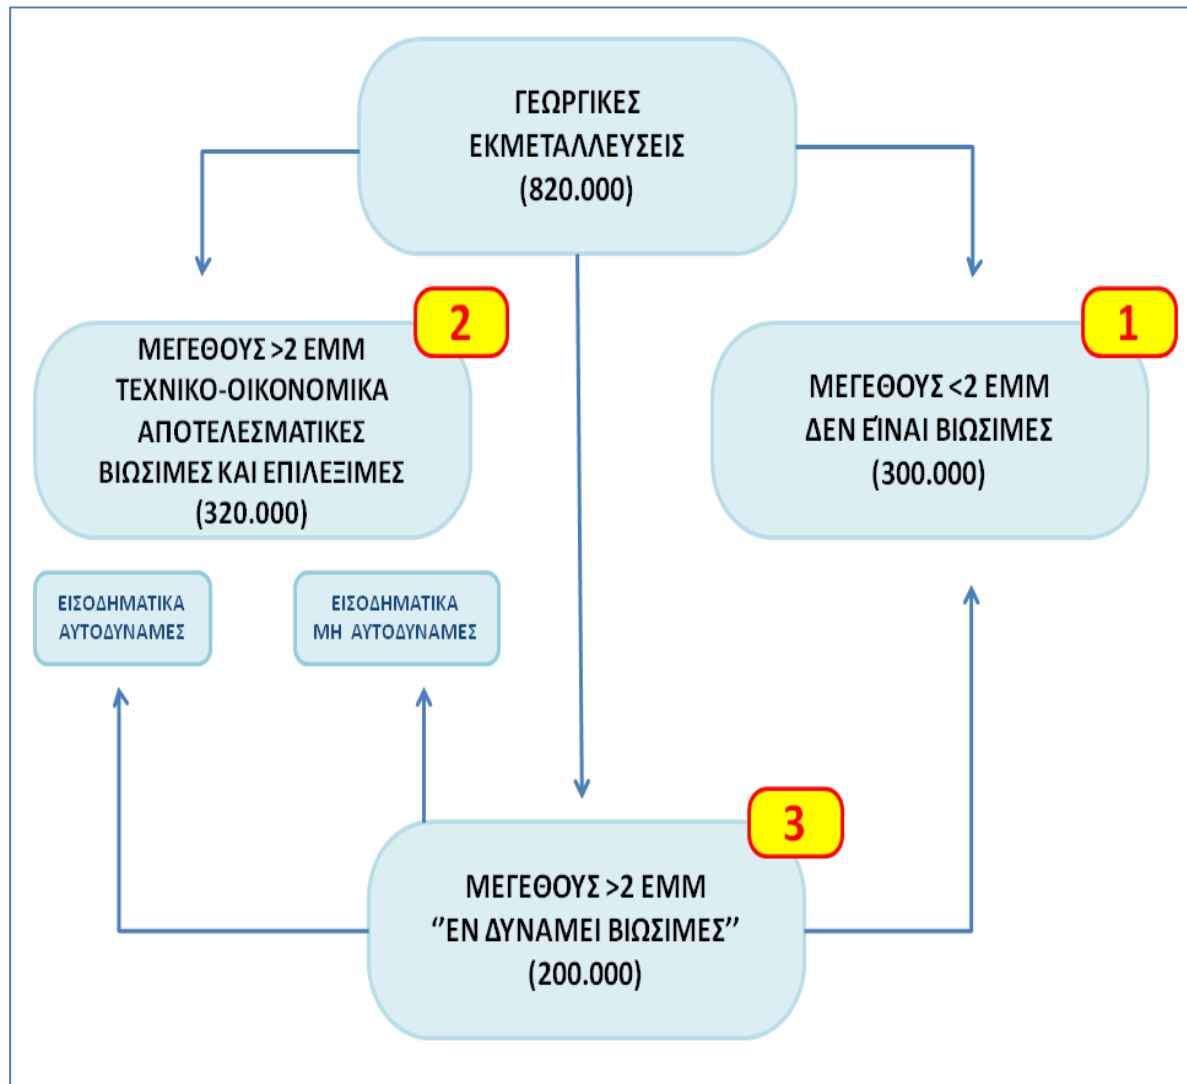 ΓΕΩΡΓΙΚΕΣ
ΕΚΜΕΤΑΛΛΕΥΣΕΙΣ
(820.000)
2
ΜΕΓΕΘΟΥΣ >2 ΕΜΜ
ΤΕΧΝΙΚΟ-ΟΙΚΟΝΟΜΙΚΑ
ΑΠΟΤΕΛΕΣΜΑΤΙΚΕΣ
ΒΙΩΣΙΜΕΣ ΚΑΙ ΕΠΙΛΕΞΙΜΕΣ
(320.000)
1
ΜΕΓΕΘΟΥΣ <2 ΕΜΜ
ΔΕΝ ΕΊΝΑΙ ΒΙΩΣΙΜΕΣ
(300.000)
ΕΙΣΟΔΗΜΑΤΙΚΑ
ΑΥΤΟΔΥΝΑΜΕΣ
ΕΙΣΟΔΗΜΑΤΙΚΑ
ΜΗ ΑΥΤΟΔΥΝΑΜΕΣ
3
ΜΕΓΕΘΟΥΣ >2 ΕΜΜ
‘’ΕΝ ΔΥΝΑΜΕΙ ΒΙΩΣΙΜΕΣ’’
(200.000)